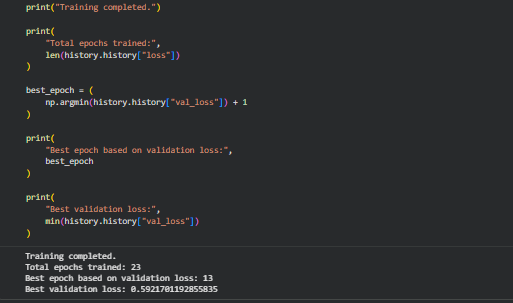 print("Training completed.")
print(
"Total epochs trained:",
len(history.history["loss"])
)
best_epoch = (
np.argmin(history.history["val_loss"]) + 1
)
print(
"Best epoch based on validation loss:",
best_epoch
)
print(
"Best validation loss:",
min(history.history["val_loss"])
)
Training completed.
Total epochs trained: 23
Best epoch based on validation loss: 13
Best validation loss: 0.5921701192855835